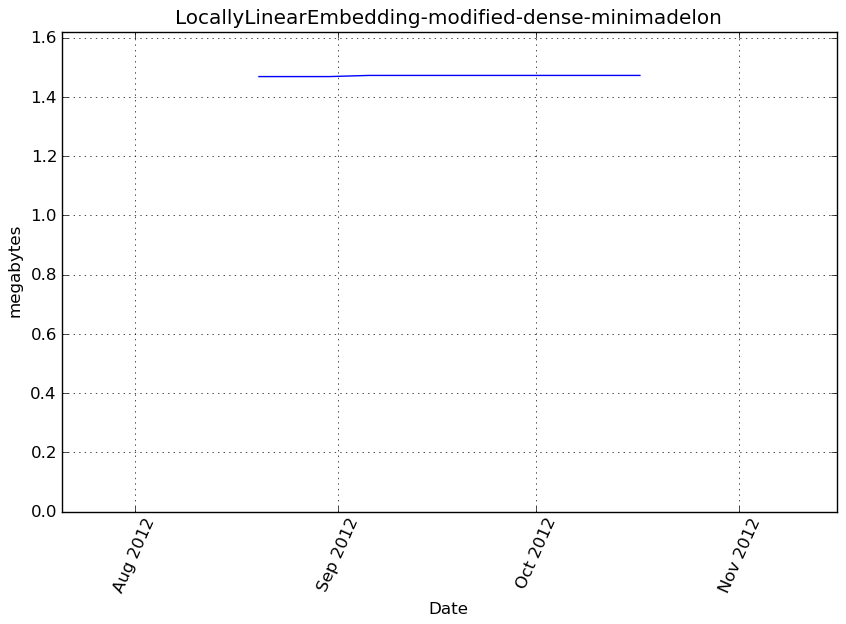 LocallyLinearEmbedding-modified-dense-minimadelon
1.6
1.4
1.2
1.0
0.8
0.6
0.4
0.2
0.0
megabytes
Aug 2012
Sep 2012
Oct 2012
Nov 2012
Date